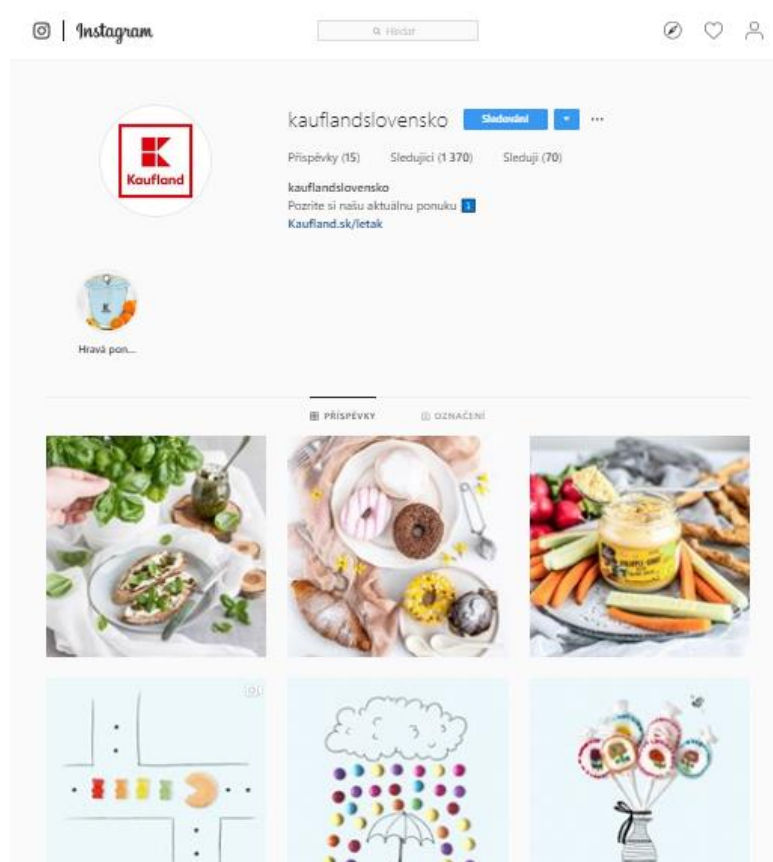 Instagram
Hledat
kauflandslovensko Sledování
Příspěvky (15) Sledující (1 370) Sleduji (70)
Kaufland
kauflandslovensko
Pozrite si našu aktuálnu ponuku
Kaufland.sk/letak
K
Hravá pon...
PŘÍSPĚVKY OZNAČENÍ